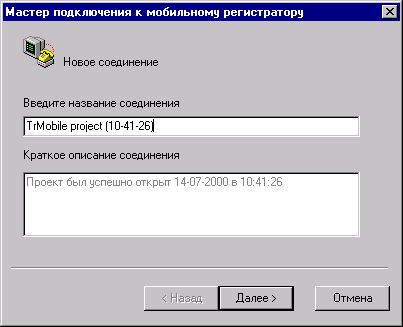 Мастер подключения к мобильному регистратору
Новое соединение
Введите название соединения
TrMobile project (10-41-26)
Краткое описание соединения
Проект был успешно открыт 14-07-2000 в 10:41:26
< Назад
Далее >
Отмена